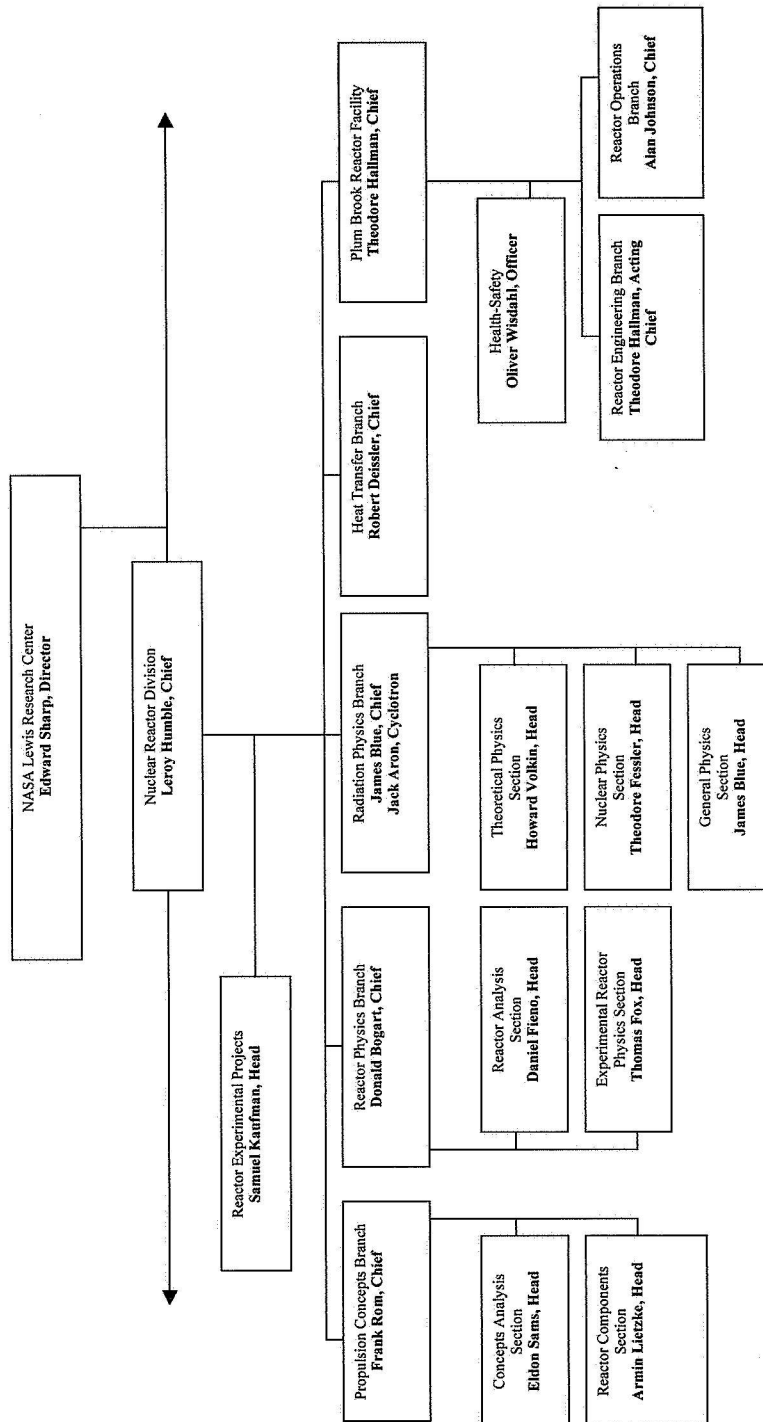 NASA Lewis Research Center
Edward Sharp, Director
Nuclear Reactor Division
Leroy Humble, Chief
Reactor Experimental Projects
Samuel Kaufman, Head
Propulsion Concepts Branch
Frank Rom, Chief
Reactor Physics Branch
Donald Bogart, Chief
Radiation Physics Branch
James Blue, Chief
Jack Aron, Cyclotron
Heat Transfer Branch
Robert Deissler, Chief
Plum Brook Reactor Facility
Theodore Hallman, Chief
Concepts Analysis
Section
Eldon Sams, Head
Reactor Components
Section
Armin Lietzke, Head
Reactor Analysis
Section
Daniel Fieno, Head
Experimental Reactor
Physics Section
Thomas Fox, Head
Theoretical Physics
Section
Howard Volkin, Head
Nuclear Physics
Section
Theodore Fessler, Head
General Physics
Section
James Blue, Head
Health-Safety
Oliver Wisdahl, Officer
Reactor Engineering Branch
Theodore Hallman, Acting
Chief
Reactor Operations
Branch
Alan Johnson, Chief